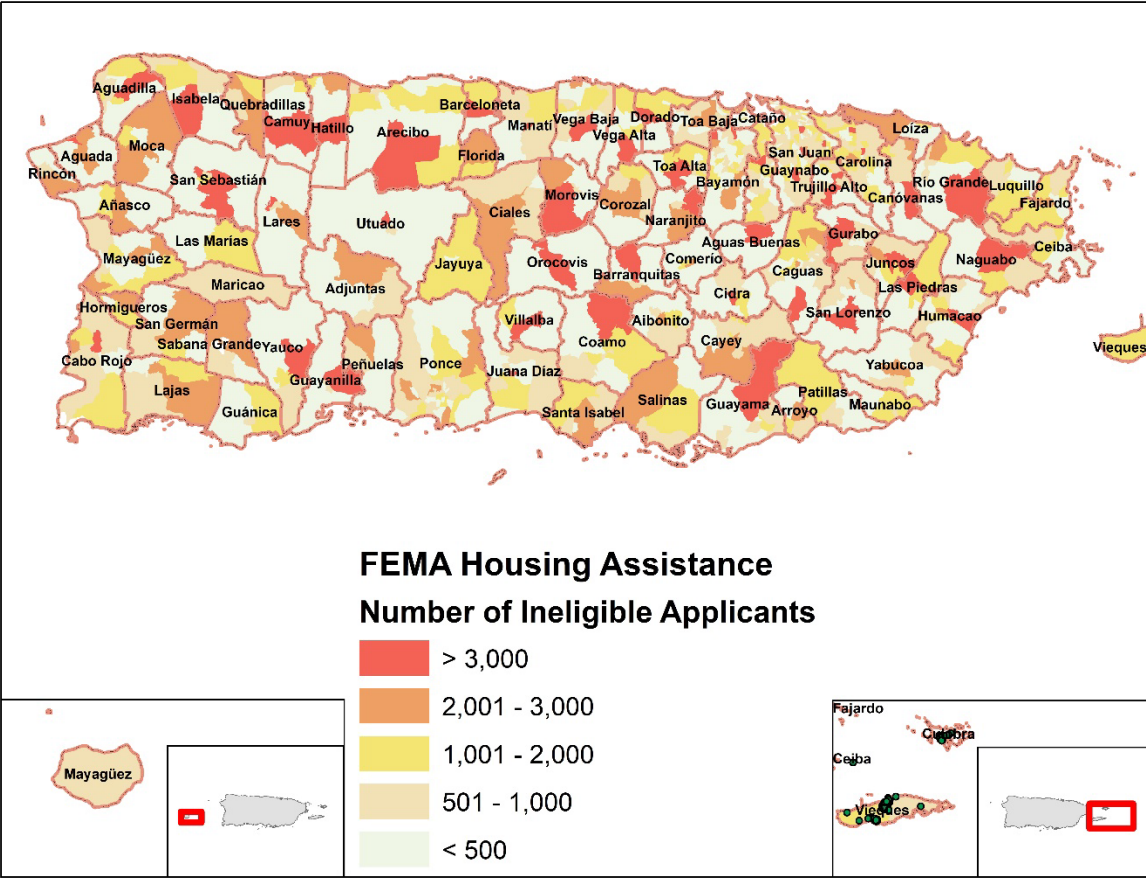 Aguadilla
Isabela
Quebradillas
Camuy
Hatillo
Arecibo
Barceloneta
Manatí
Vega Baja
Vega Alta
Dorado
Toa Baja
Cataño
Loíza
Moca
Aguada
Rincón
Florida
San Juan
Guaynabo
Carolina
Toa Alta
Bayamón
Trujillo Alto
Canóvanas
Río Grande
Luquillo
Fajardo
San Sebastián
Añasco
Lares
Utuado
Ciales
Morovis
Corozal
Naranjito
Las Marías
Mayagüez
Jayuya
Orocovis
Barranquitas
Comerío
Aguas Buenas
Gurabo
Caguas
Juncos
Naguabo
Ceiba
Las Piedras
Maricao
Adjuntas
Cidra
Hormigueros
San Germán
Sabana Grande
Yauco
Villalba
Coamo
Aibonito
San Lorenzo
Humacao
Vieques
Cabo Rojo
Peñuelas
Guayanilla
Ponce
Juana Díaz
Cayey
Yabucoa
Lajas
Guánica
Santa Isabel
Salinas
Guayama
Arroyo
Patillas
Maunabo
FEMA Housing Assistance
Number of Ineligible Applicants
> 3,000
2,001 - 3,000
1,001 - 2,000
501 - 1,000
< 500
Mayagüez
Fajardo
Culebra
Ceiba
Vieques